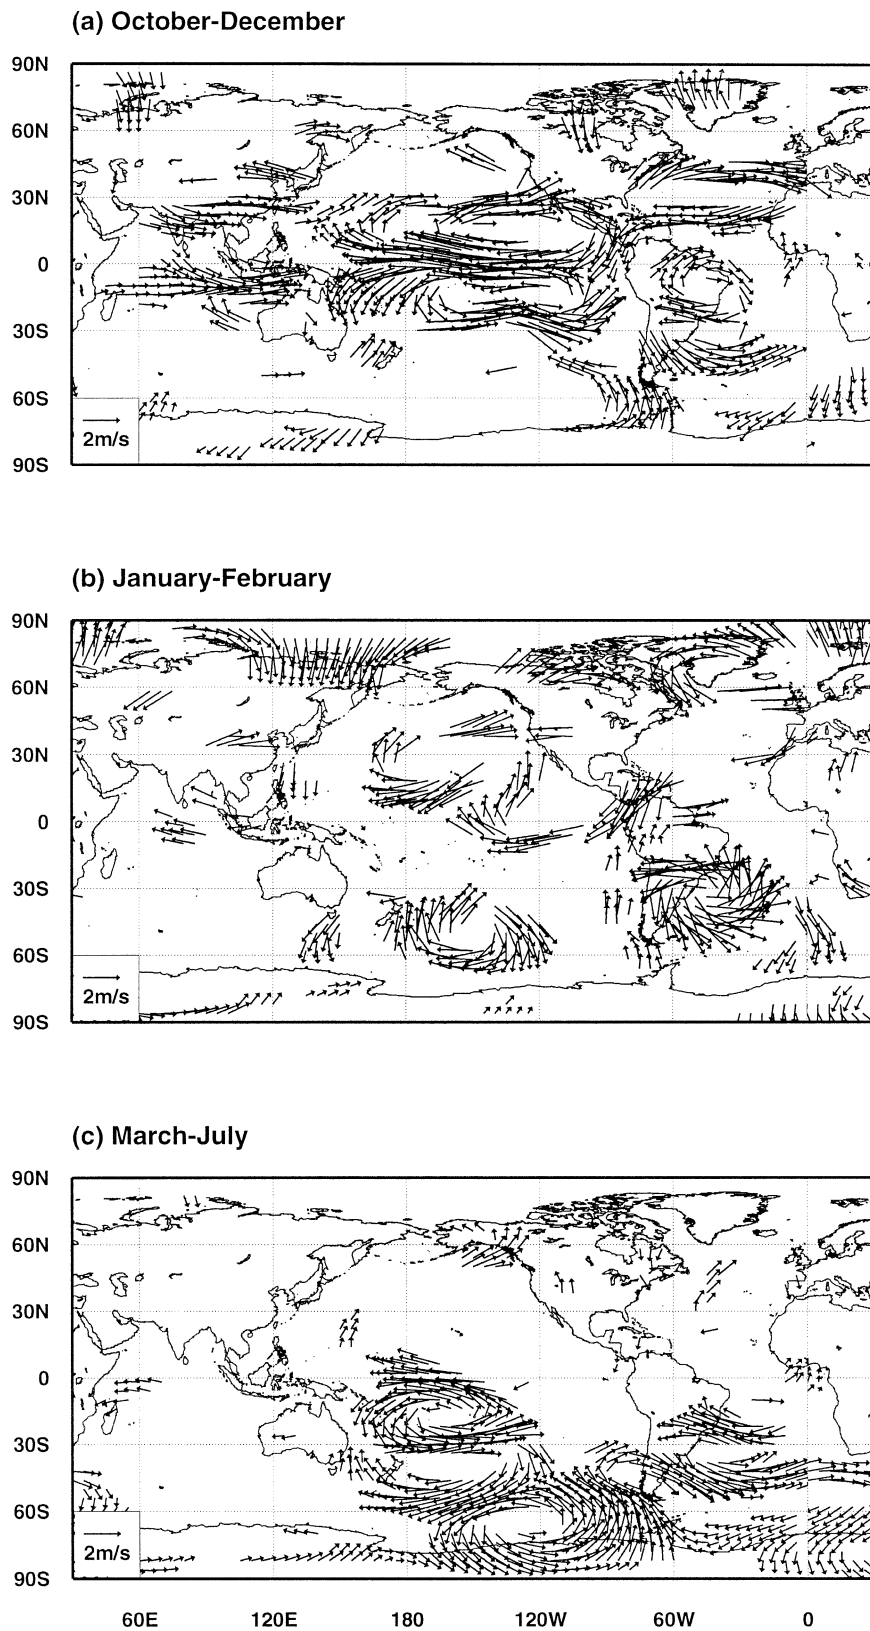 (a) October-December
90N
60N
30N
0
30S
60S
2m/s
90S
(b) January-February
90N
60N
30N
0
30S
60S
2m/s
90S
(c) March-July
90N
60N
30N
0
30S
60S
2m/s
90S
60E 120E 180 120W 60W 0